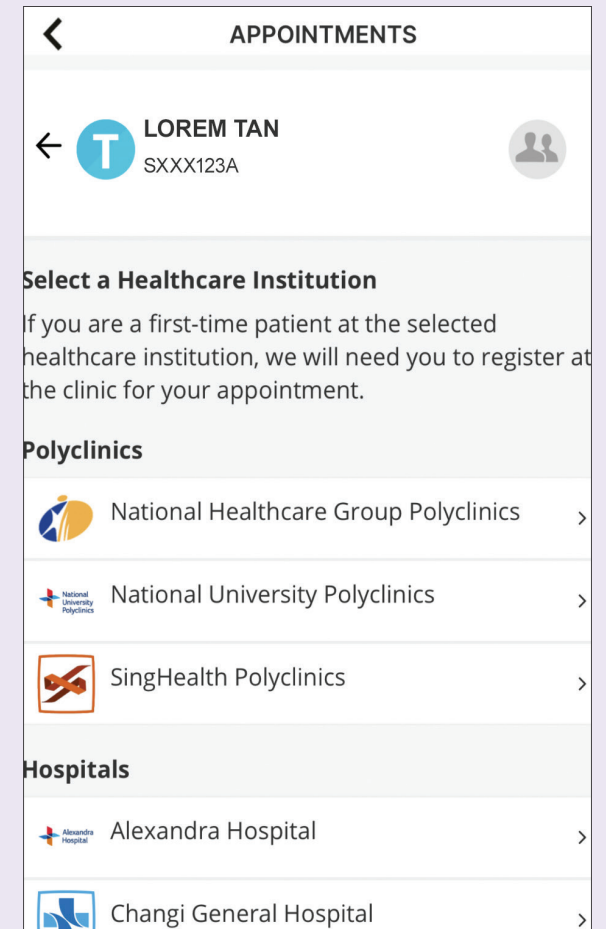 APPOINTMENTS
T
LOREM TAN
SXXX123A
Select a Healthcare Institution
If you are a first-time patient at the selected
healthcare institution, we will need you to register at
the clinic for your appointment.
Polyclinics
National Healthcare Group Polyclinics
National
University
Polyclinics
National University Polyclinics
SingHealth Polyclinics
Hospitals
Alexandra
Hospital
Alexandra Hospital
Changi General Hospital